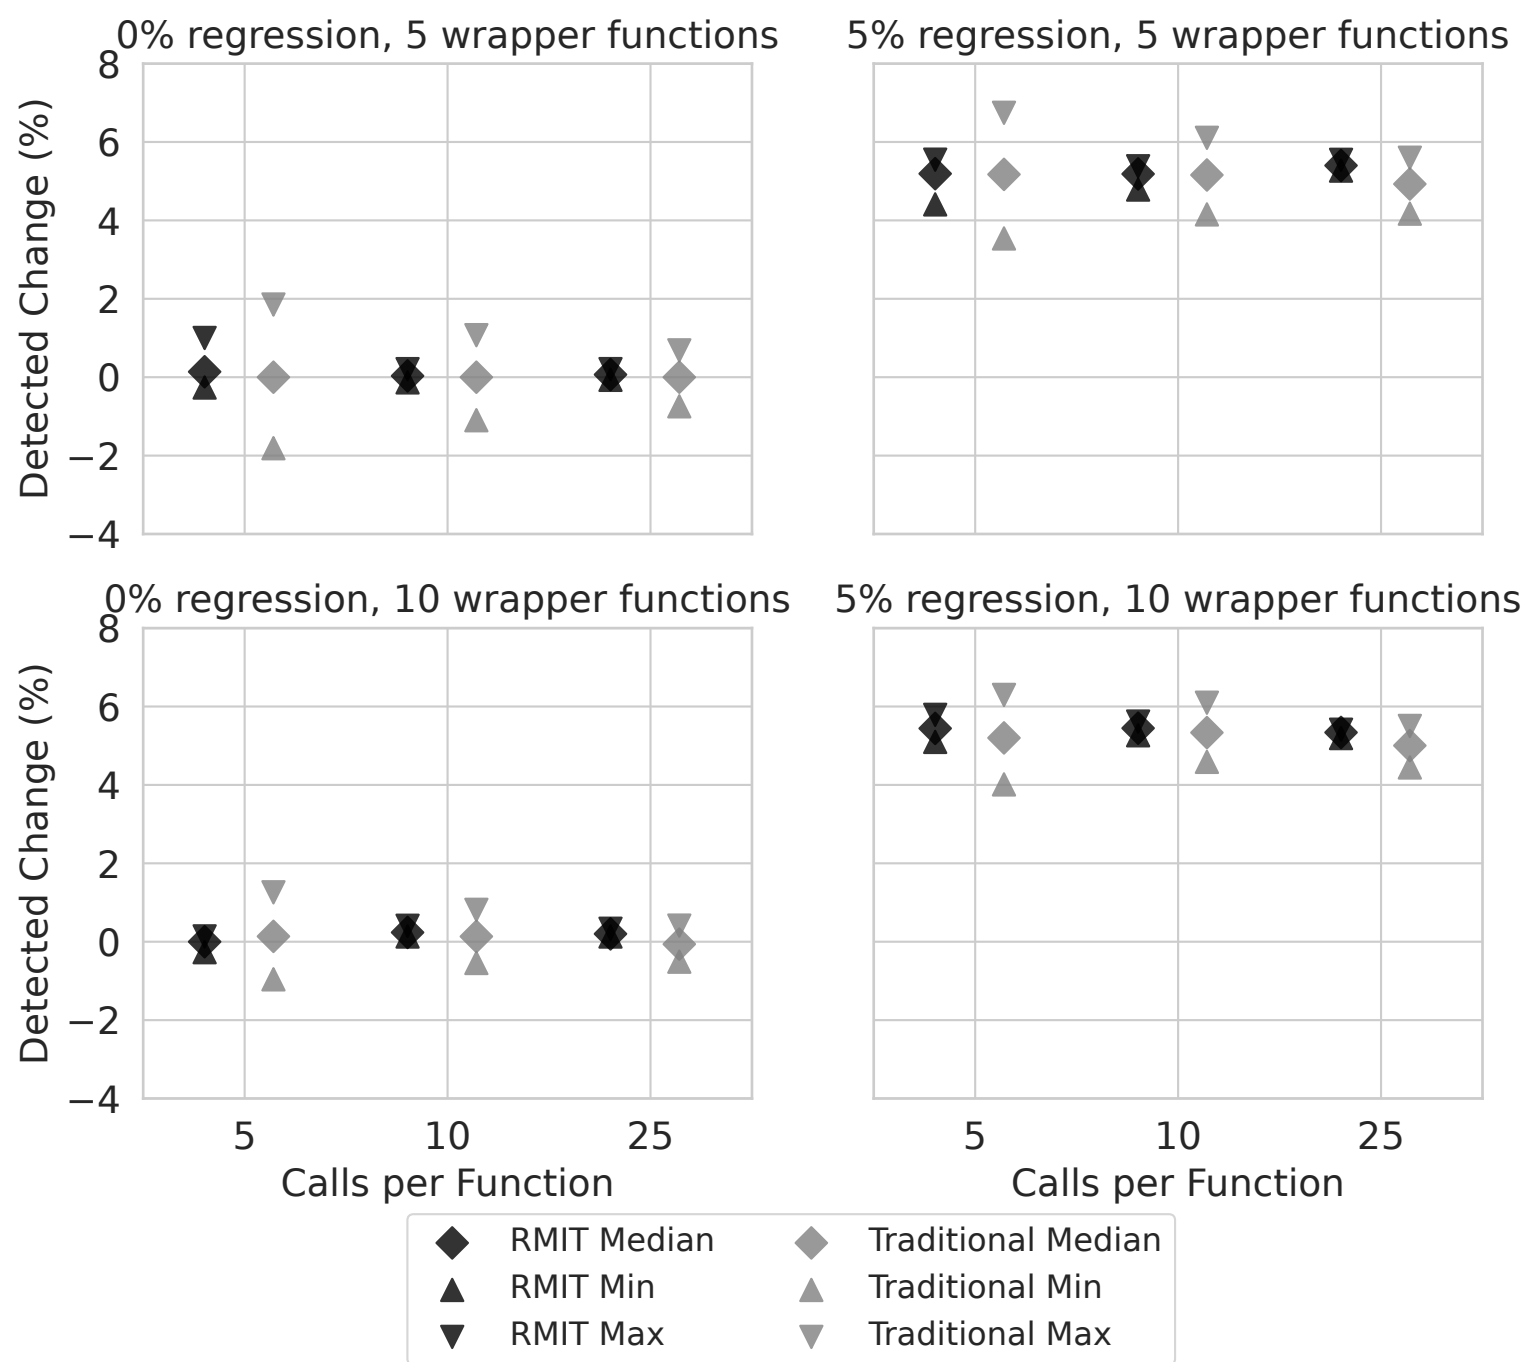 0% regression, 5 wrapper functions
5% regression, 5 wrapper functions
Detected Change (%)
8
6
4
2
0
−2
−4
0% regression, 10 wrapper functions
5% regression, 10 wrapper functions
Detected Change (%)
8
6
4
2
0
−2
−4
5 10 25
5 10 25
Calls per Function
Calls per Function
RMIT Median
RMIT Min
RMIT Max
Traditional Median
Traditional Min
Traditional Max